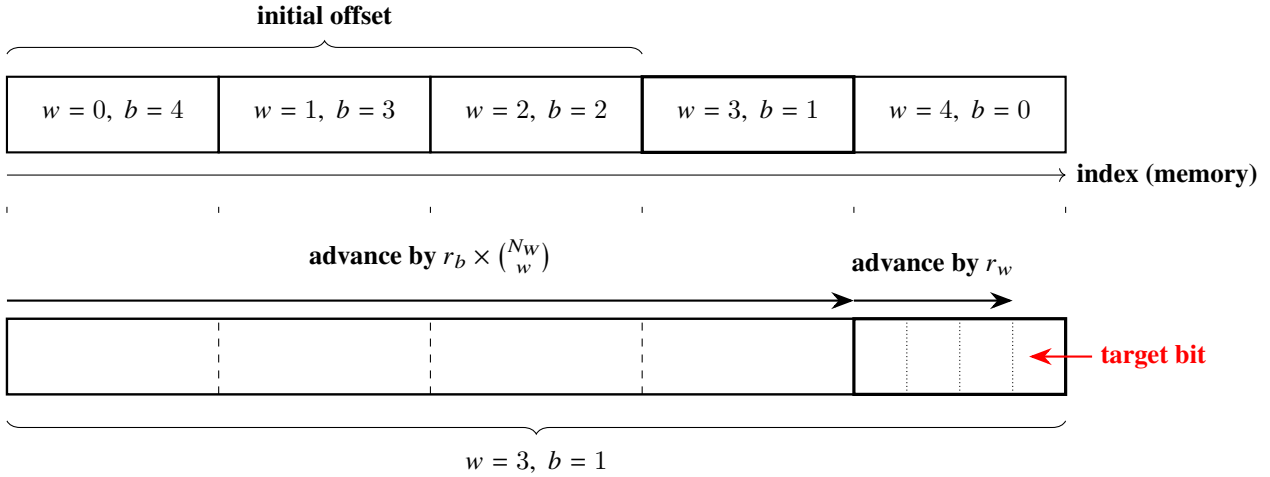 initial offset
w = 0, b = 4 w = 1, b = 3 w = 2, b = 2 w = 3, b = 1 w = 4, b = 0
index (memory)
advance by r_b × \binom{N_W}{w} advance by r_w
target bit
w = 3, b = 1